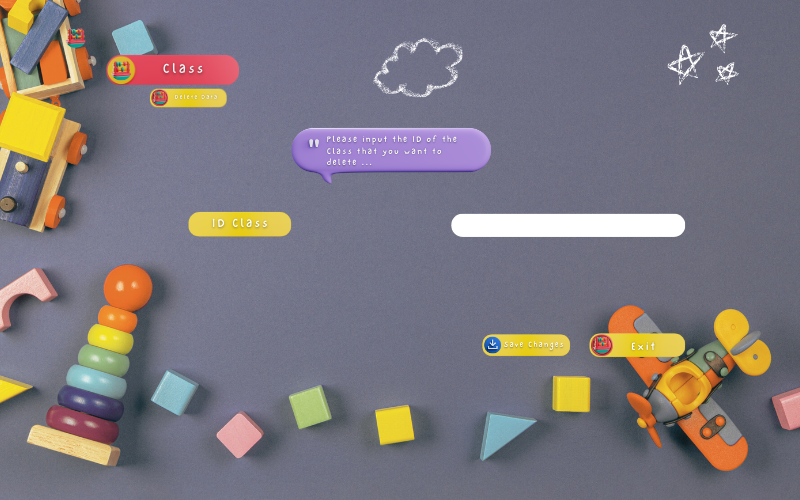 Class
Delete Data
" Please input the ID of the
Class that you want to
delete ...
ID Class
Save Changes
Exit